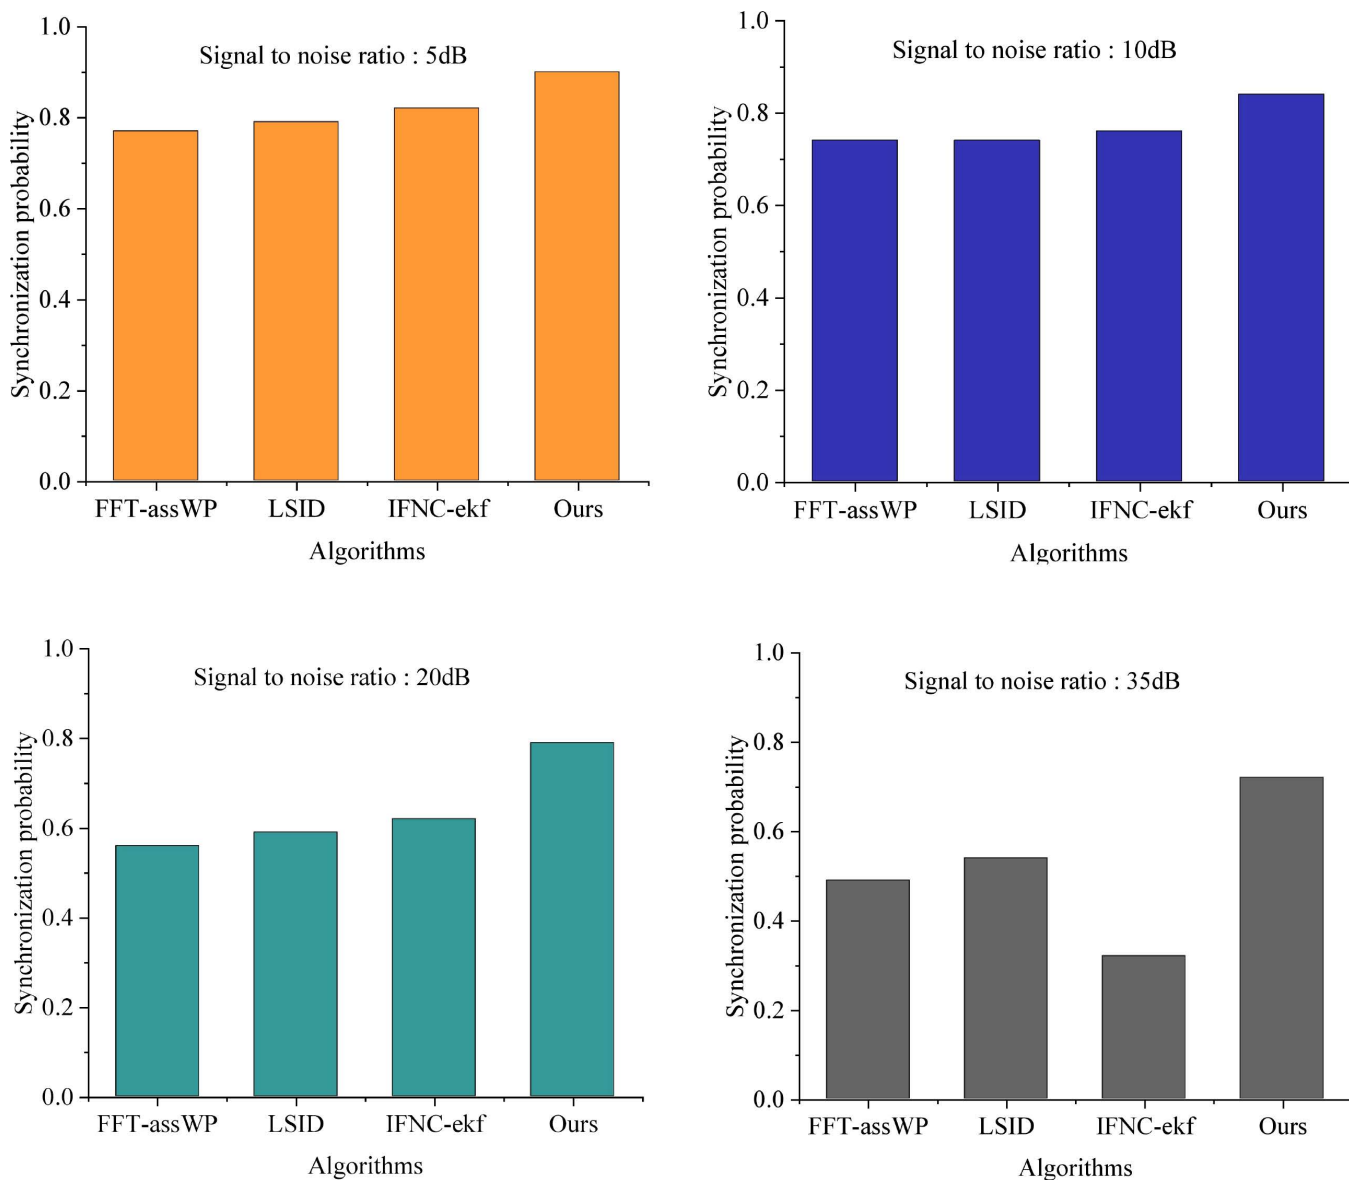 Signal to noise ratio : 5dB
Synchronization probability
1.0
0.8
0.6
0.4
0.2
0.0
FFT-assWP LSID IFNC-ekf Ours
Algorithms
Signal to noise ratio : 10dB
Synchronization probability
1.0
0.8
0.6
0.4
0.2
0.0
FFT-assWP LSID IFNC-ekf Ours
Algorithms
Signal to noise ratio : 20dB
Synchronization probability
1.0
0.8
0.6
0.4
0.2
0.0
FFT-assWP LSID IFNC-ekf Ours
Algorithms
Signal to noise ratio : 35dB
Synchronization probability
1.0
0.8
0.6
0.4
0.2
0.0
FFT-assWP LSID IFNC-ekf Ours
Algorithms